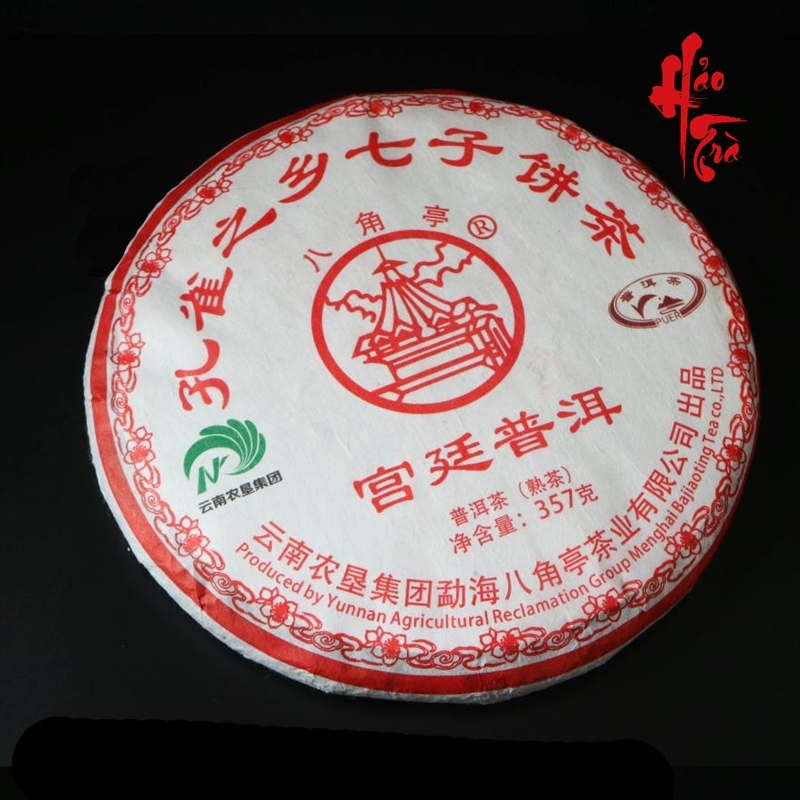 Hảo
Trà
孔雀之乡七子饼茶
八角亭®
普洱茶
PUER
云南农垦集团
宫廷普洱
普洱茶（熟茶）
净含量：357克
云南农垦集团勐海八角亭茶业有限公司 出品
Produced by Yunnan Agricultural Reclamation Group Menghai Bajiaoting Tea co.,LTD